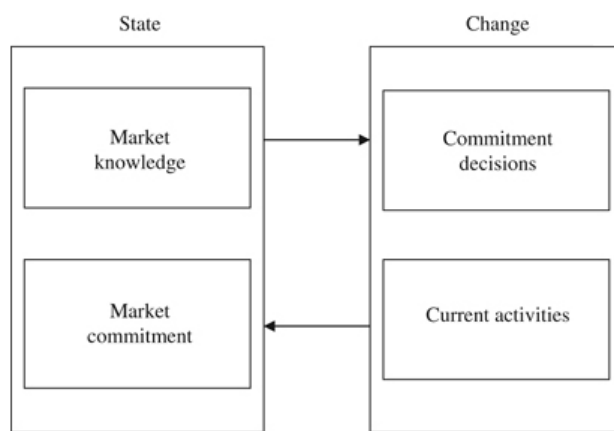 State
Change
Market
knowledge
Commitment
decisions
Market
commitment
Current activities